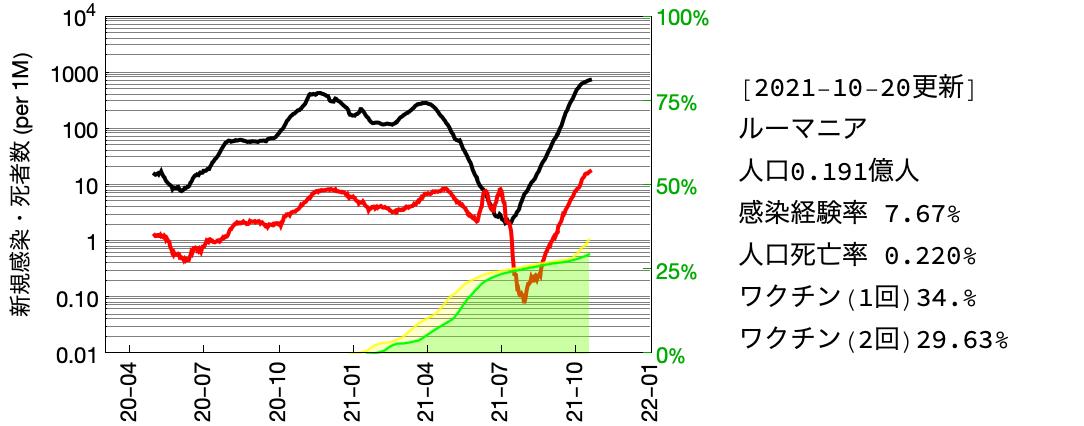 新規感染・死者数 (per 1M)
10^4
1000
100
10
1
0.10
0.01
100%
75%
50%
25%
0%
20-04
20-07
20-10
21-01
21-04
21-07
21-10
22-01
[2021-10-20更新]
ルーマニア
人口0.191億人
感染経験率 7.67%
人口死亡率 0.220%
ワクチン(1回)34.%
ワクチン(2回)29.63%